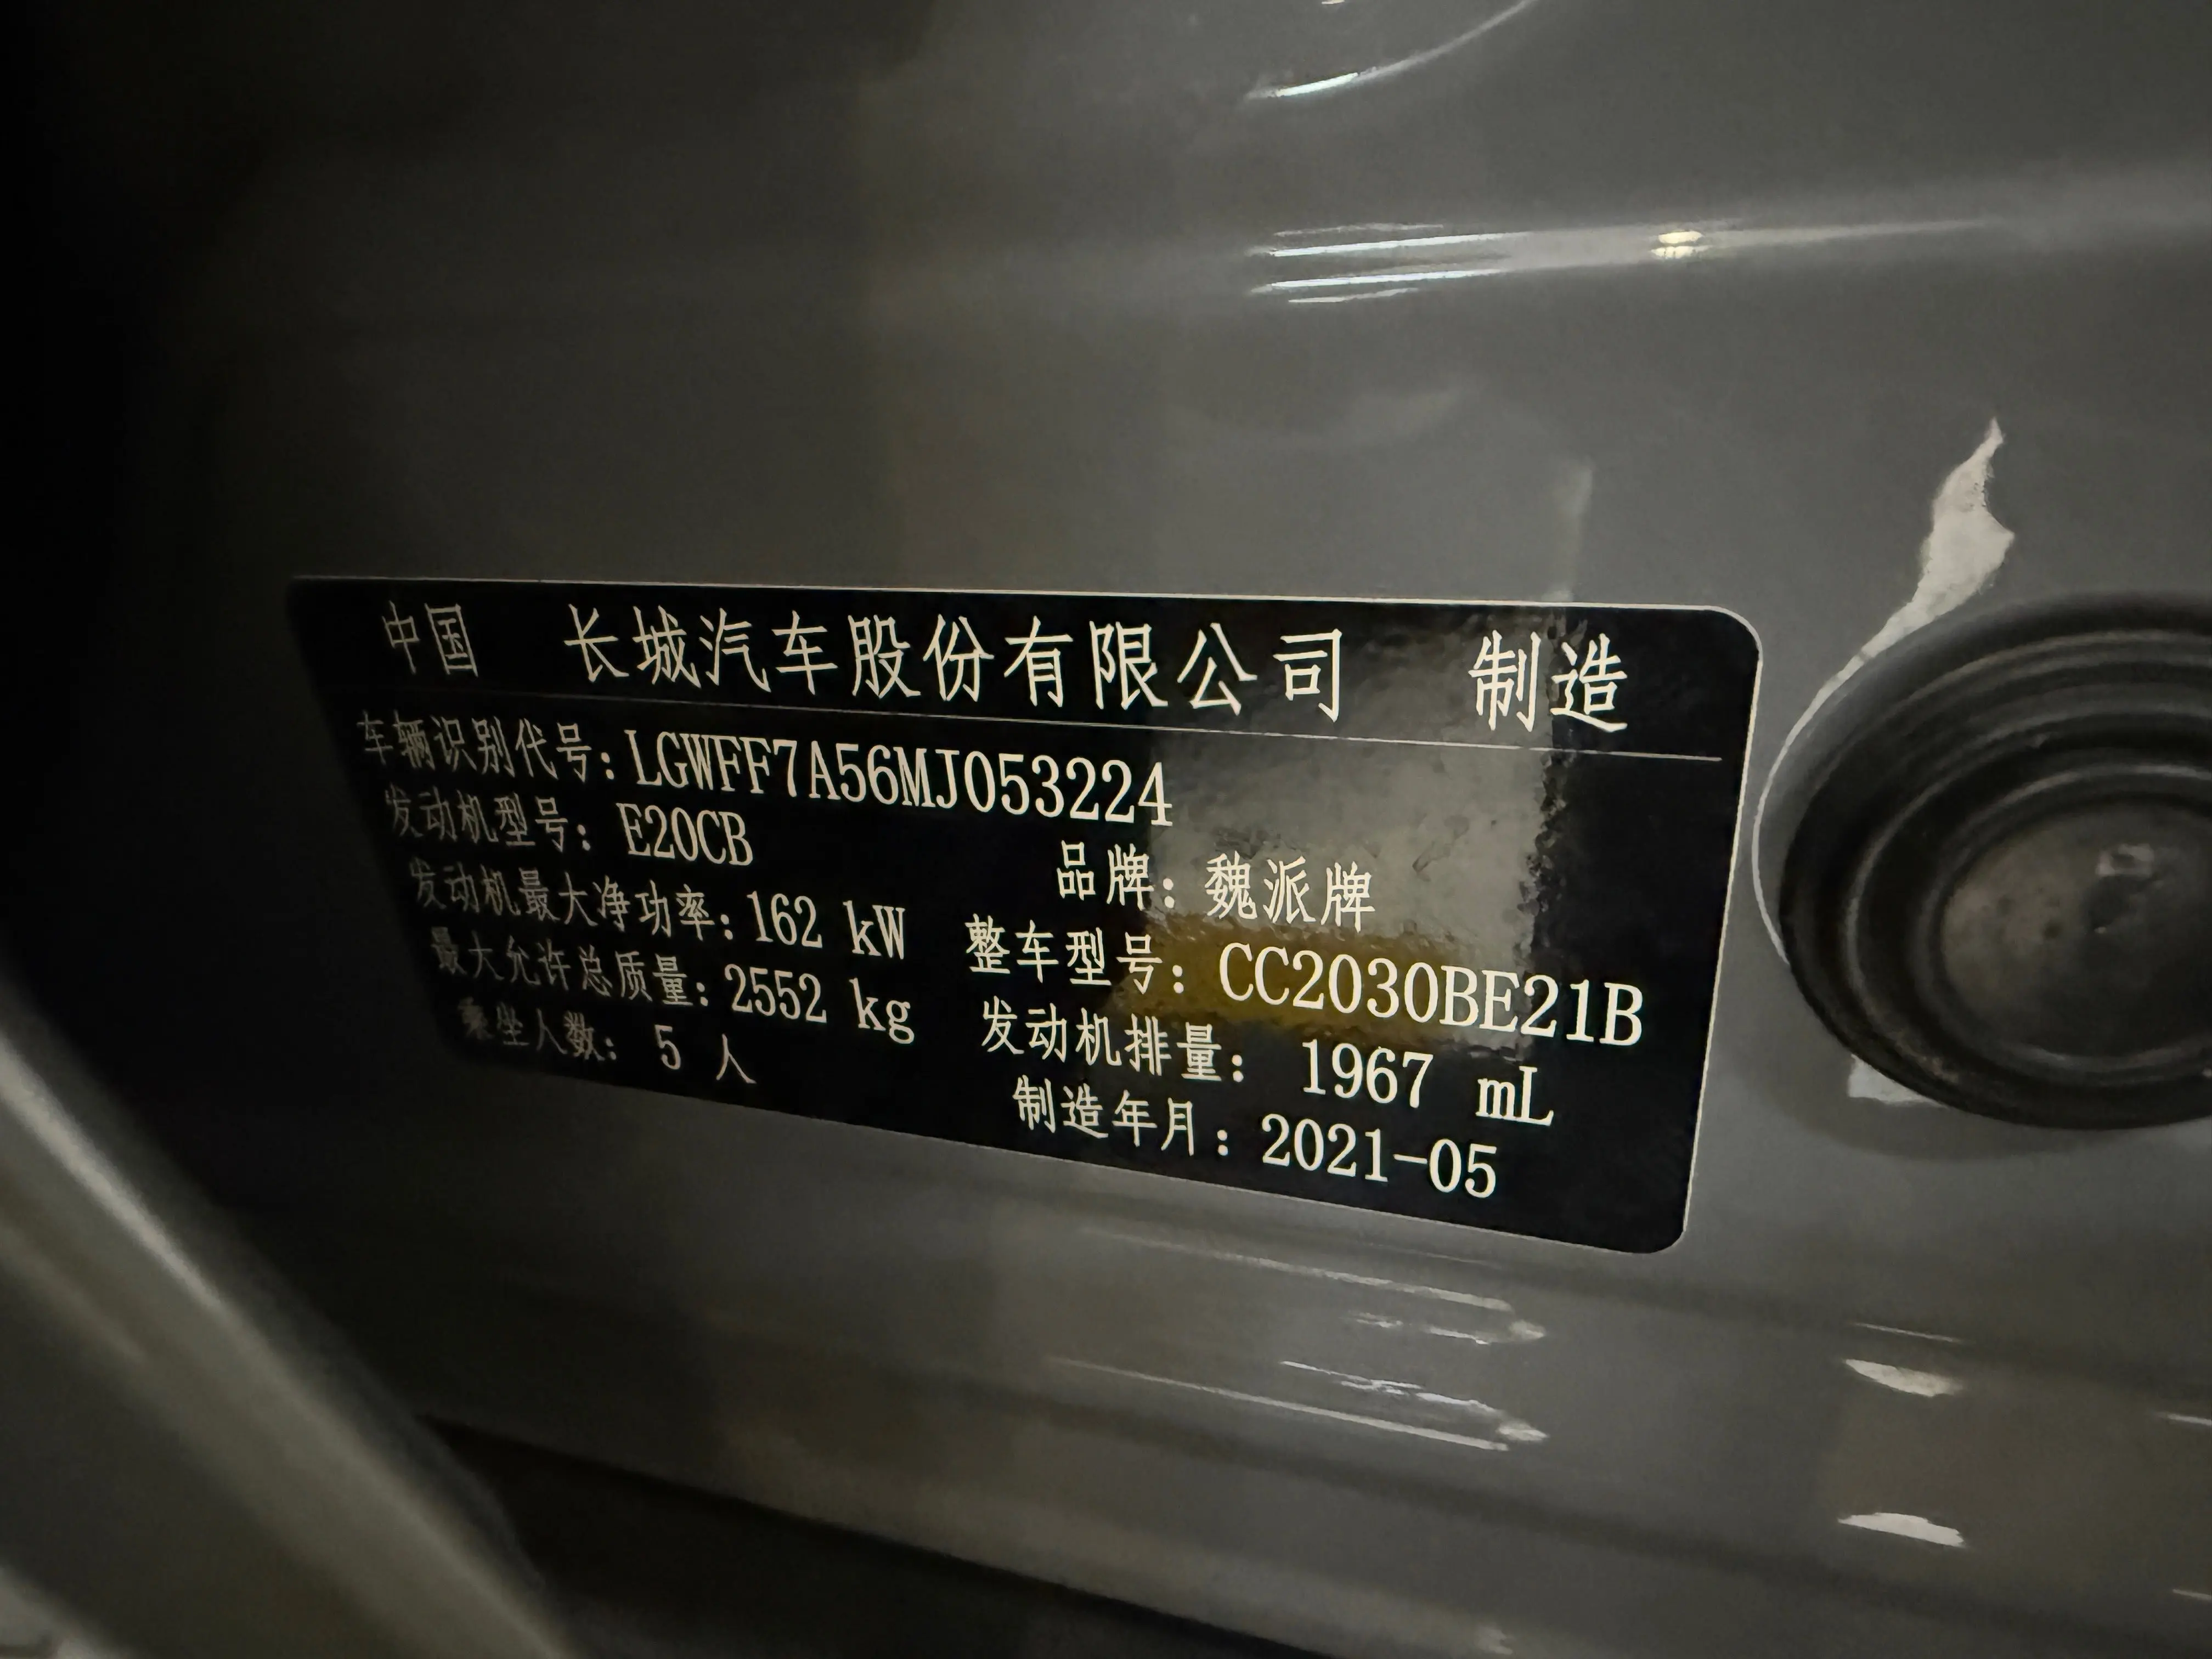 中国 长城汽车股份有限公司 制造
车辆识别代号：LGWFF7A56MJ053224
发动机型号：E20CB 品牌：魏派牌
发动机最大净功率：162 kW 整车型号：CC2030BE21B
最大允许总质量：2552 kg 发动机排量：1967 mL
乘坐人数：5 人 制造年月：2021-05